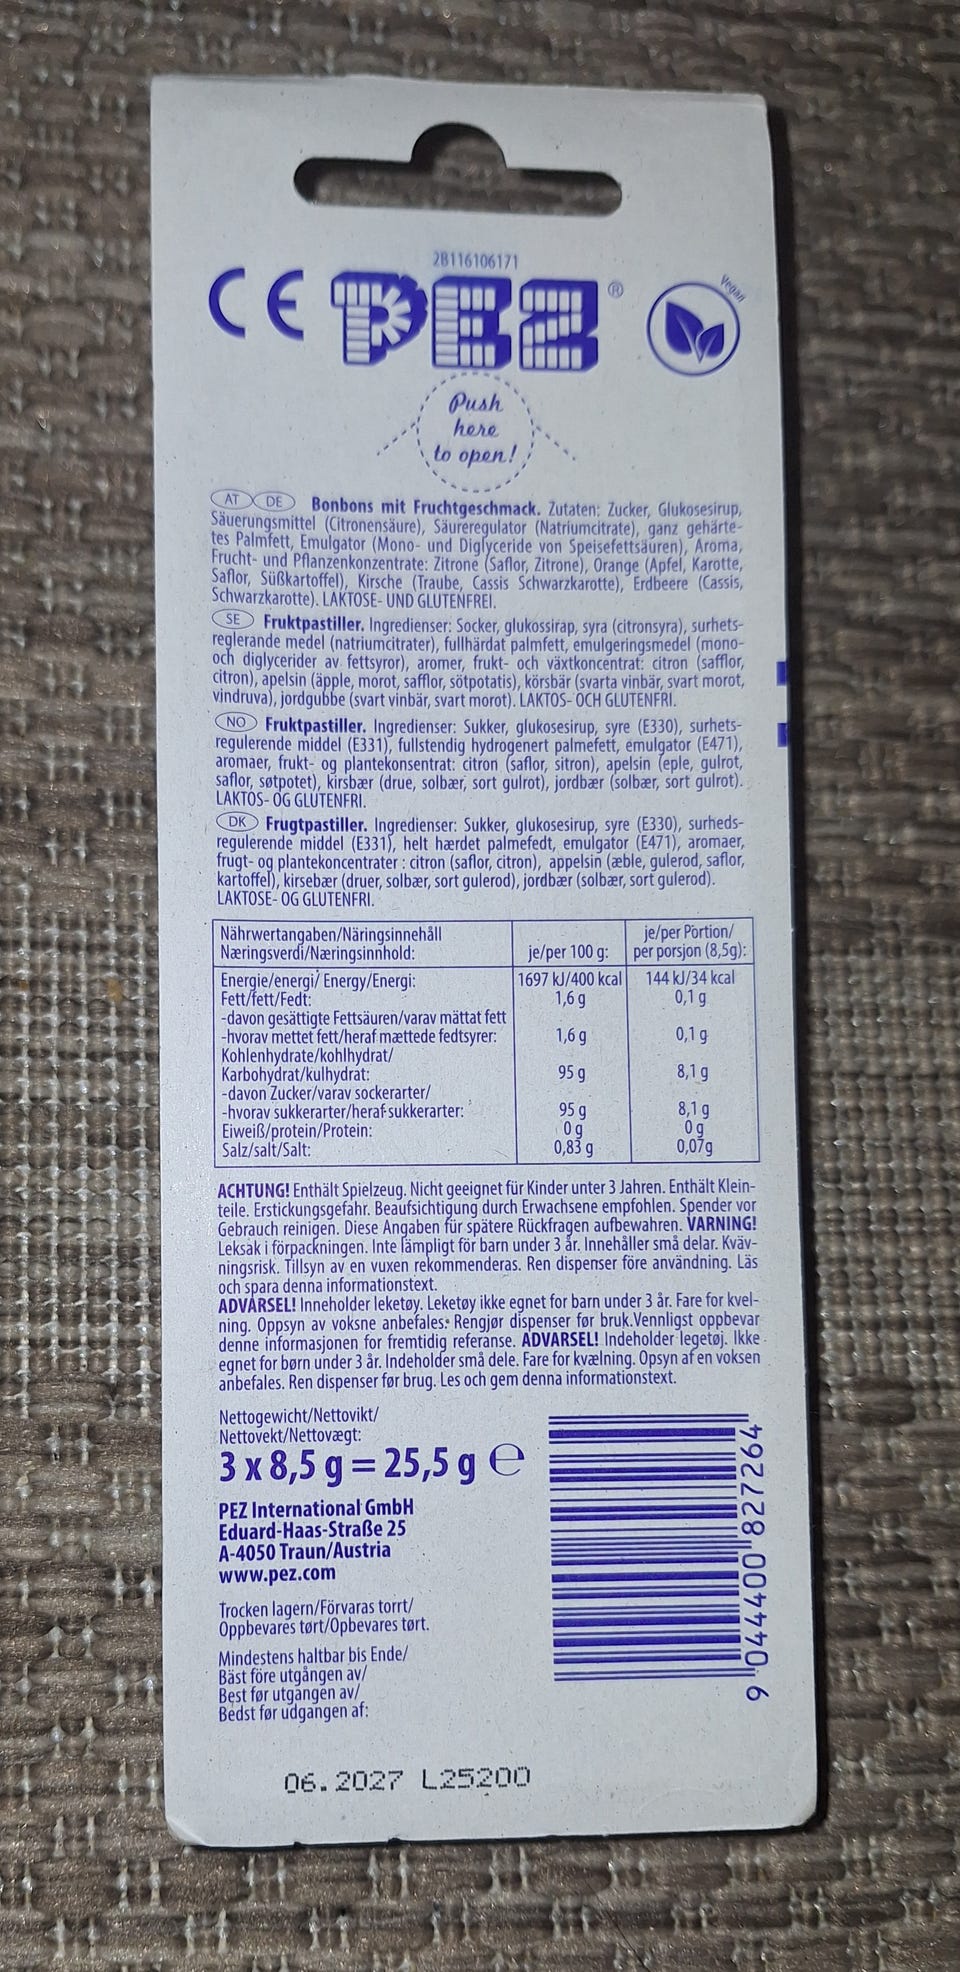 2B116106171
CE PEZ® Vegan
Push
here
to open!
AT DE Bonbons mit Fruchtgeschmack. Zutaten: Zucker, Glukosesirup,
Säuerungsmittel (Citronensäure), Säureregulator (Natriumcitrate), ganz gehärte-
tes Palmfett, Emulgator (Mono- und Diglyceride von Speisefettsäuren), Aroma,
Frucht- und Pflanzenkonzentrate: Zitrone (Saflor, Zitrone), Orange (Apfel, Karotte,
Saflor, Süßkartoffel), Kirsche (Traube, Cassis Schwarzkarotte), Erdbeere (Cassis,
Schwarzkarotte). LAKTOSE- UND GLUTENFREI.
SE Fruktpastiller. Ingredienser: Socker, glukossirap, syra (citronsyra), surhets-
reglerande medel (natriumcitrater), fullhärdat palmfett, emulgeringsmedel (mono-
och diglycerider av fettsyror), aromer, frukt- och växtkoncentrat: citron (safflor,
citron), apelsin (äpple, morot, safflor, sötpotatis), körsbär (svarta vinbär, svart morot,
vindruva), jordgubbe (svart vinbär, svart morot). LAKTOS- OCH GLUTENFRI.
NO Fruktpastiller. Ingredienser: Sukker, glukosesirup, syre (E330), surhets-
regulerende middel (E331), fullstendig hydrogenert palmefett, emulgator (E471),
aromaer, frukt- og plantekonsentrat: citron (saflor, sitron), apelsin (eple, gulrot,
saflor, søtpotet), kirsbær (drue, solbær, sort gulrot), jordbær (solbær, sort gulrot).
LAKTOS- OG GLUTENFRI.
DK Frugtpastiller. Ingredienser: Sukker, glukosesirup, syre (E330), surheds-
regulerende middel (E331), helt hærdet palmefedt, emulgator (E471), aromaer,
frugt- og plantekoncentrater : citron (saflor, citron), appelsin (æble, gulerod, saflor,
kartoffel), kirsebær (druer, solbær, sort gulerod), jordbær (solbær, sort gulerod).
LAKTOSE- OG GLUTENFRI.
Nährwertangaben/Näringsinnehåll je/per Portion/
Næringsverdi/Næringsinnhold: je/per 100 g: per porsjon (8,5g):
Energie/energi/ Energy/Energi: 1697 kJ/400 kcal 144 kJ/34 kcal
Fett/fett/Fedt: 1,6 g 0,1 g
-davon gesättigte Fettsäuren/varav mättat fett
-hvorav mettet fett/heraf mættede fedtsyrer: 1,6 g 0,1 g
Kohlenhydrate/kohlhydrat/
Karbohydrat/kulhydrat: 95 g 8,1 g
-davon Zucker/varav sockerarter/
-hvorav sukkerarter/heraf sukkerarter: 95 g 8,1 g
Eiweiß/protein/Protein: 0 g 0 g
Salz/salt/Salt: 0,83 g 0,07g
ACHTUNG! Enthält Spielzeug. Nicht geeignet für Kinder unter 3 Jahren. Enthält Klein-
teile. Erstickungsgefahr. Beaufsichtigung durch Erwachsene empfohlen. Spender vor
Gebrauch reinigen. Diese Angaben für spätere Rückfragen aufbewahren. VARNING!
Leksak i förpackningen. Inte lämpligt för barn under 3 år. Innehåller små delar. Kväv-
ningsrisk. Tillsyn av en vuxen rekommenderas. Ren dispenser före användning. Läs
och spara denna informationstext.
ADVARSEL! Inneholder leketøy. Leketøy ikke egnet for barn under 3 år. Fare for kvel-
ning. Oppsyn av voksne anbefales. Rengjør dispenser før bruk.Vennligst oppbevar
denne informasjonen for fremtidig referanse. ADVARSEL! Indeholder legetøj. Ikke
egnet for børn under 3 år. Indeholder små dele. Fare for kvælning. Opsyn af en voksen
anbefales. Ren dispenser før brug. Les och gem denna informationstext.
Nettogewicht/Nettovikt/
Nettovekt/Nettovægt:
3 x 8,5 g = 25,5 g ℮
PEZ International GmbH
Eduard-Haas-Straße 25
A-4050 Traun/Austria
www.pez.com
Trocken lagern/Förvaras torrt/
Oppbevares tørt/Opbevares tørt.
Mindestens haltbar bis Ende/
Bäst före utgången av/
Best før utgangen av/
Bedst før udgangen af:
9 044400 827264
06.2027 L25200